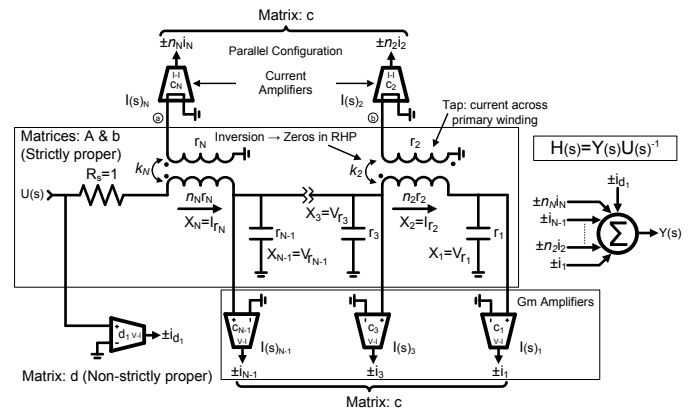 Matrix: c
±nNiN
Parallel Configuration
±n2i2
I-I
cN
Current
Amplifiers
I-I
c2
I(s)N
I(s)2
a
b
Tap: current across
primary winding
Matrices: A & b
(Strictly proper)
Inversion → Zeros in RHP
rN
r2
H(s)=Y(s)U(s)-1
Rs=1
kN
k2
U(s)
nNrN
n2r2
XN=IrN
X3=Vr3
X2=Ir2
rN-1
r3
r1
XN-1=VrN-1
X1=Vr1
±id1
±nNiN
±iN-1
±n2i2
±i1
Σ
Y(s)
Gm Amplifiers
+ -
d1 V-I
±id1
cN-1
V-I
I(s)N-1
c3
V-I
I(s)3
c1
V-I
I(s)1
±iN-1
±i3
±i1
Matrix: d (Non-strictly proper)
Matrix: c